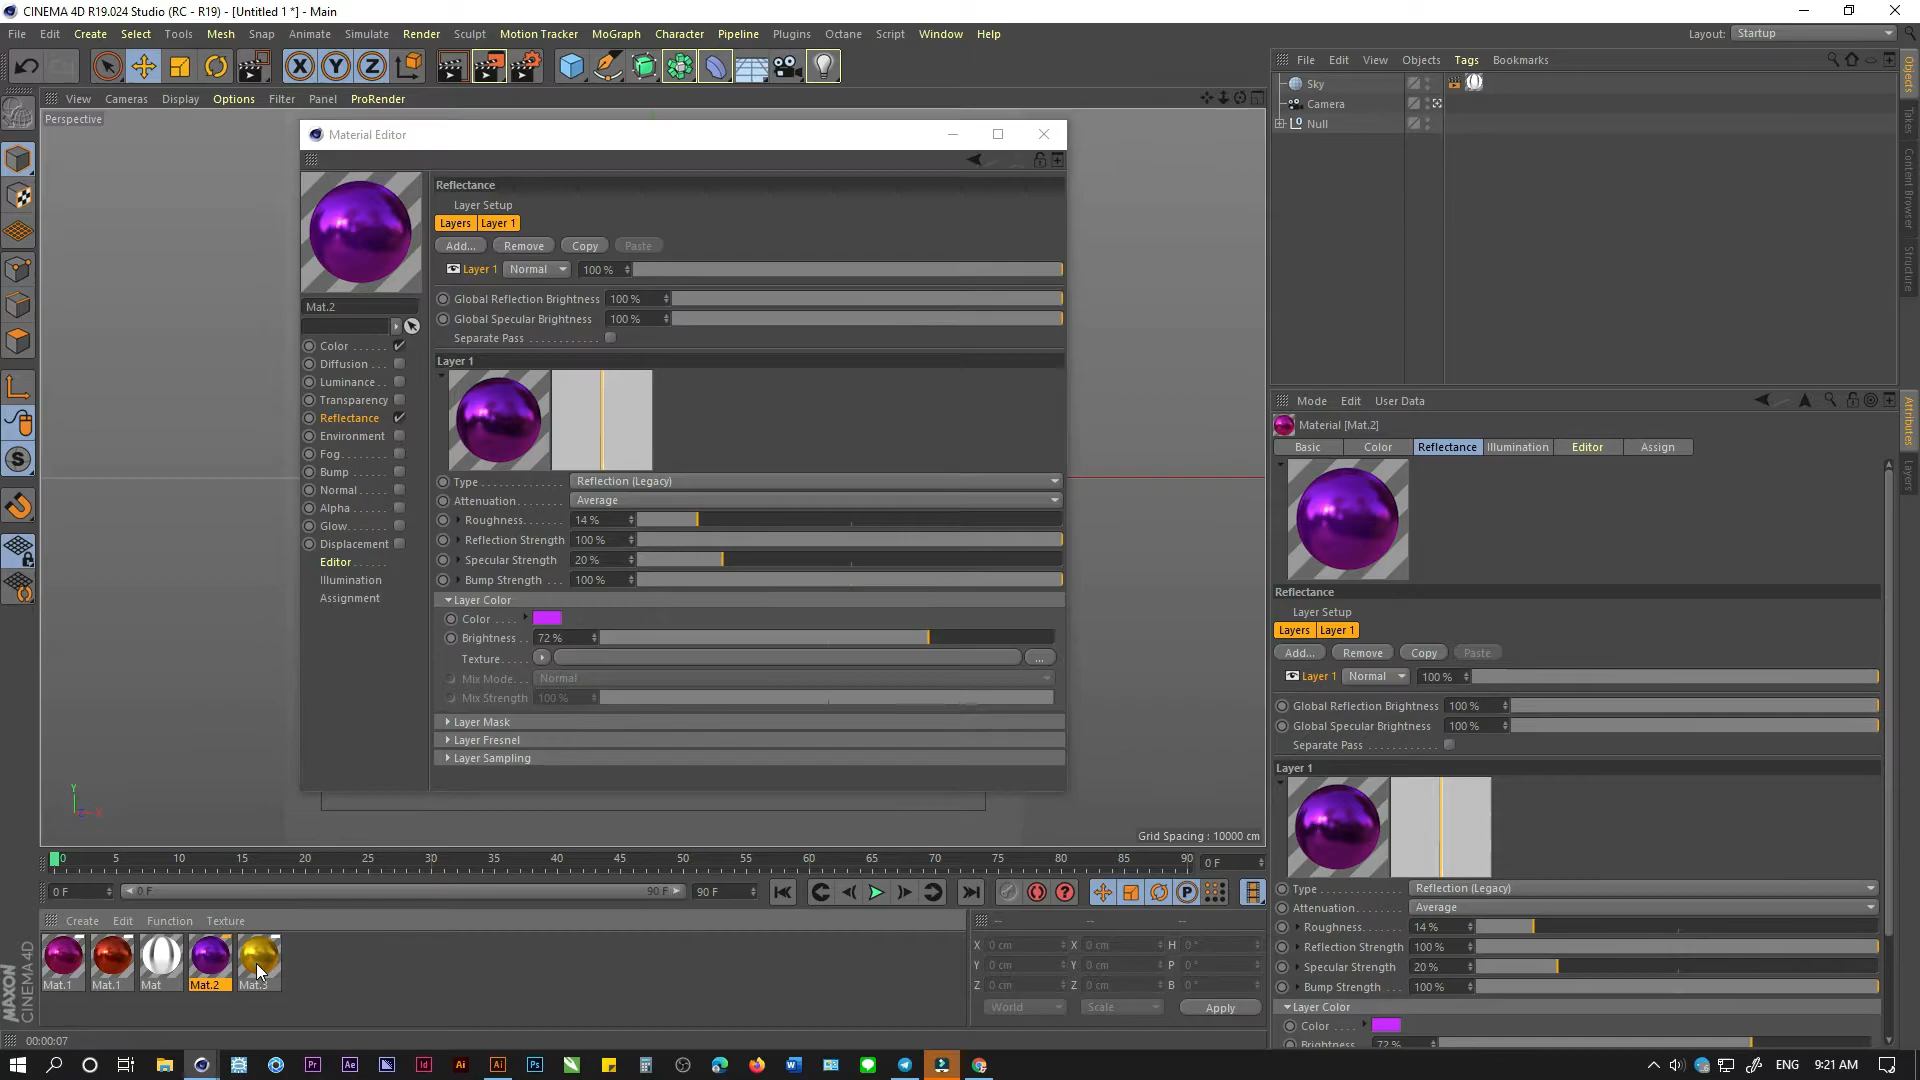 CINEMA 4D R19.024 Studio (RC - R19) - [Untitled 1 *] - Main
File Edit Create Select Tools Mesh Snap Animate Simulate Render Sculpt Motion Tracker MoGraph Character Pipeline Plugins Octane Script Window Help
Layout: Startup
View Cameras Display Options Filter Panel ProRender
Perspective
File Edit View Objects Tags Bookmarks
Sky
Camera
Null
Objects
Takes
Content Browser
Structure
Material Editor
Reflectance
Layer Setup
Layers Layer 1
Add... Remove Copy Paste
Layer 1 Normal 100 %
Global Reflection Brightness 100 %
Global Specular Brightness 100 %
Separate Pass
Layer 1
Mat.2
Color
Diffusion
Luminance
Transparency
Reflectance
Environment
Fog
Bump
Normal
Alpha
Glow
Displacement
Editor
Illumination
Assignment
Type Reflection (Legacy)
Attenuation Average
Roughness 14 %
Reflection Strength 100 %
Specular Strength 20 %
Bump Strength 100 %
Layer Color
Color
Brightness 72 %
Texture ...
Mix Mode Normal
Mix Strength 100 %
Layer Mask
Layer Fresnel
Layer Sampling
Y
X
Grid Spacing : 10000 cm
Mode Edit User Data
Attributes
Layers
Material [Mat.2]
Basic Color Reflectance Illumination Editor Assign
Reflectance
Layer Setup
Layers Layer 1
Add... Remove Copy Paste
Layer 1 Normal 100 %
Global Reflection Brightness 100 %
Global Specular Brightness 100 %
Separate Pass
Layer 1
Type Reflection (Legacy)
Attenuation Average
Roughness 14 %
Reflection Strength 100 %
Specular Strength 20 %
Bump Strength 100 %
Layer Color
Color
Brightness 72 %
0 5 10 15 20 25 30 35 40 45 50 55 60 65 70 75 80 85 90 0 F
0 F 0 F 90 F 90 F
Create Edit Function Texture
Mat.1 Mat.1 Mat Mat.2 Mat.3
-- -- --
X 0 cm X 0 cm H 0 °
Y 0 cm Y 0 cm P 0 °
Z 0 cm Z 0 cm B 0 °
World Scale Apply
MAXON
CINEMA 4D
00:00:07
ENG 9:21 AM